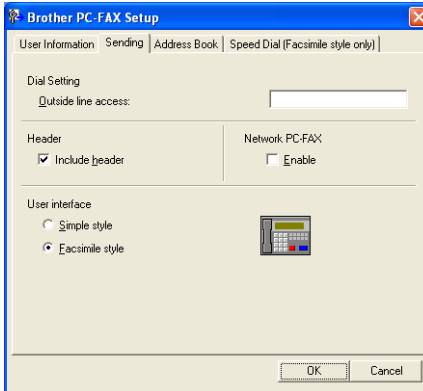 Brother PC-FAX Setup
User Information Sending Address Book Speed Dial (Facsimile style only)
Dial Setting
Outside line access:
Header Network PC-FAX
Include header Enable
User interface
Simple style
Facsimile style
OK Cancel